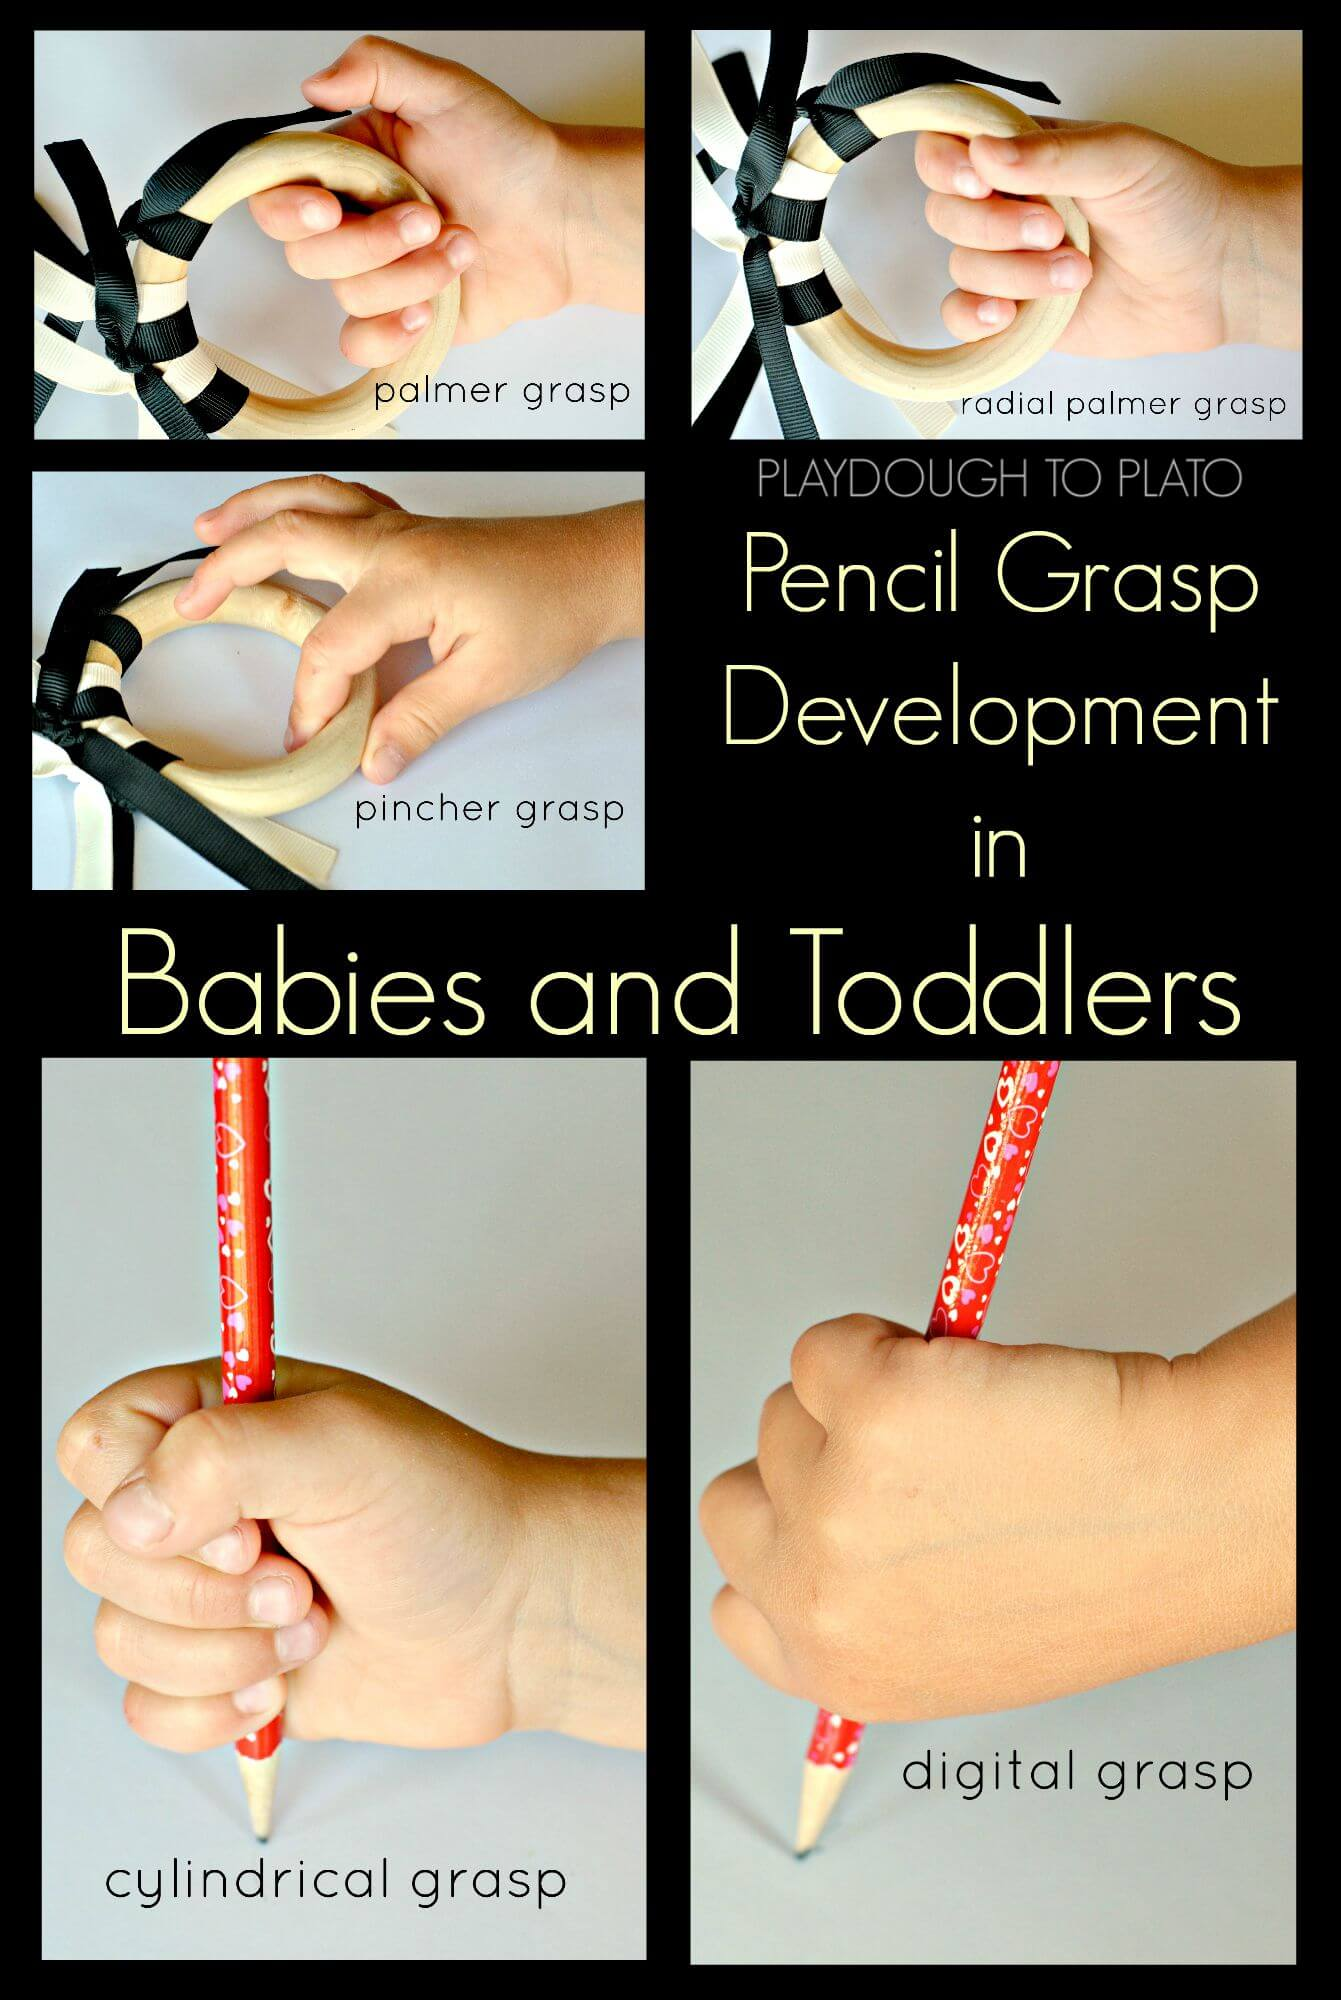 palmer grasp
radial palmer grasp
PLAYDOUGH TO PLATO
Pencil Grasp
Development
in
pincher grasp
Babies and Toddlers
cylindrical grasp
digital grasp